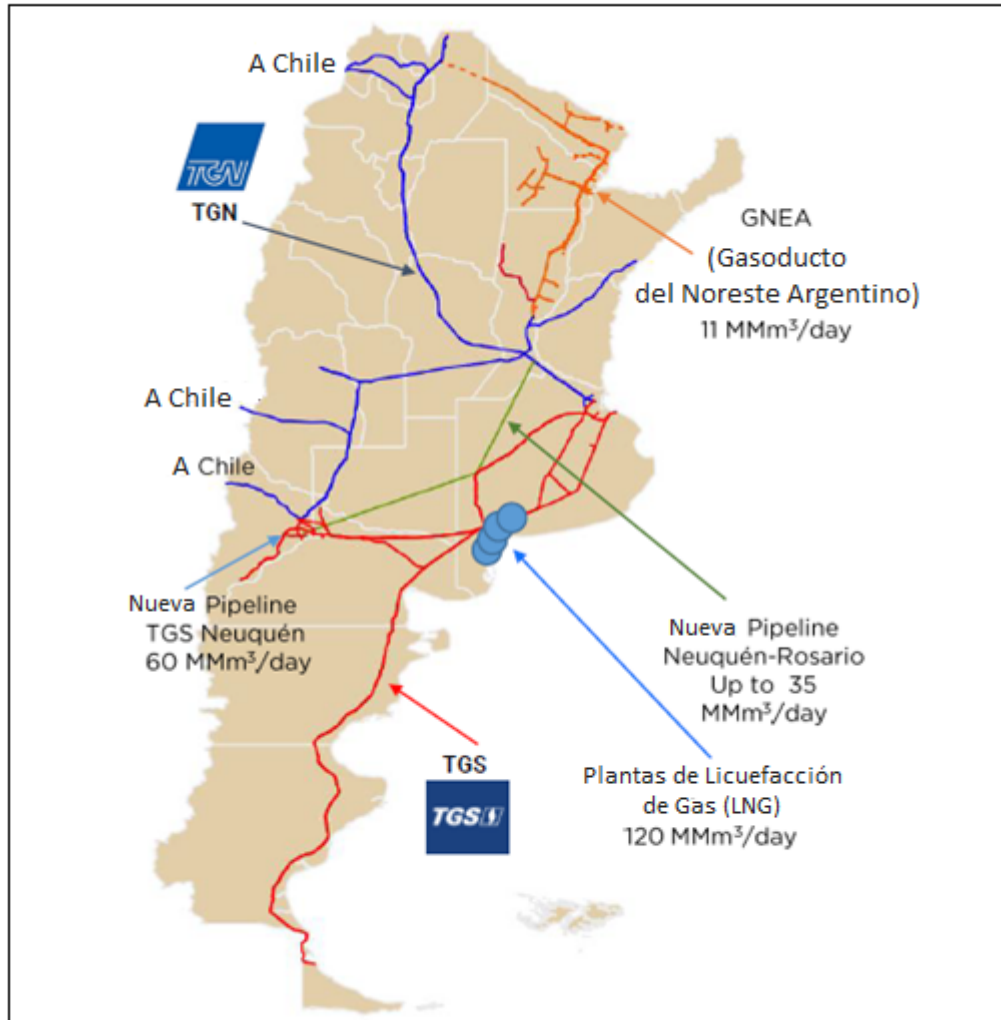 A Chile
TGN
TGN
GNEA
(Gasoducto
del Noreste Argentino)
11 MMm³/day
A Chile
A Chile
Nueva Pipeline
TGS Neuquén
60 MMm³/day
Nueva Pipeline
Neuquén-Rosario
Up to 35
MMm³/day
TGS
TGS
Plantas de Licuefacción
de Gas (LNG)
120 MMm³/day